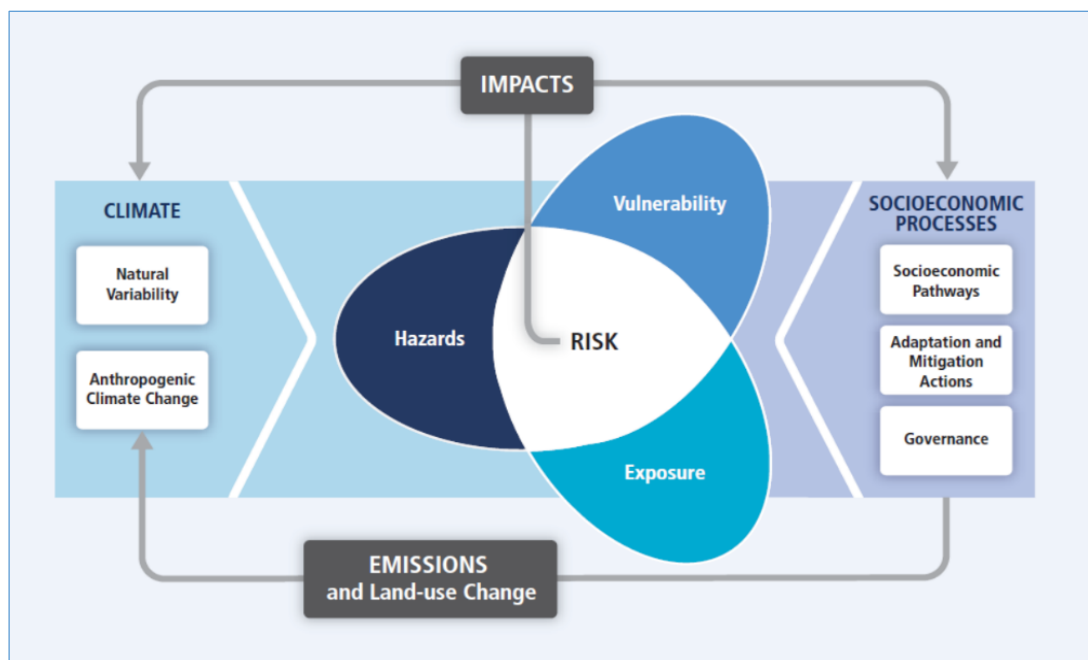 IMPACTS
CLIMATE
Natural
Variability
Anthropogenic
Climate Change
Vulnerability
Hazards
RISK
Exposure
SOCIOECONOMIC
PROCESSES
Socioeconomic
Pathways
Adaptation and
Mitigation
Actions
Governance
EMISSIONS
and Land-use Change